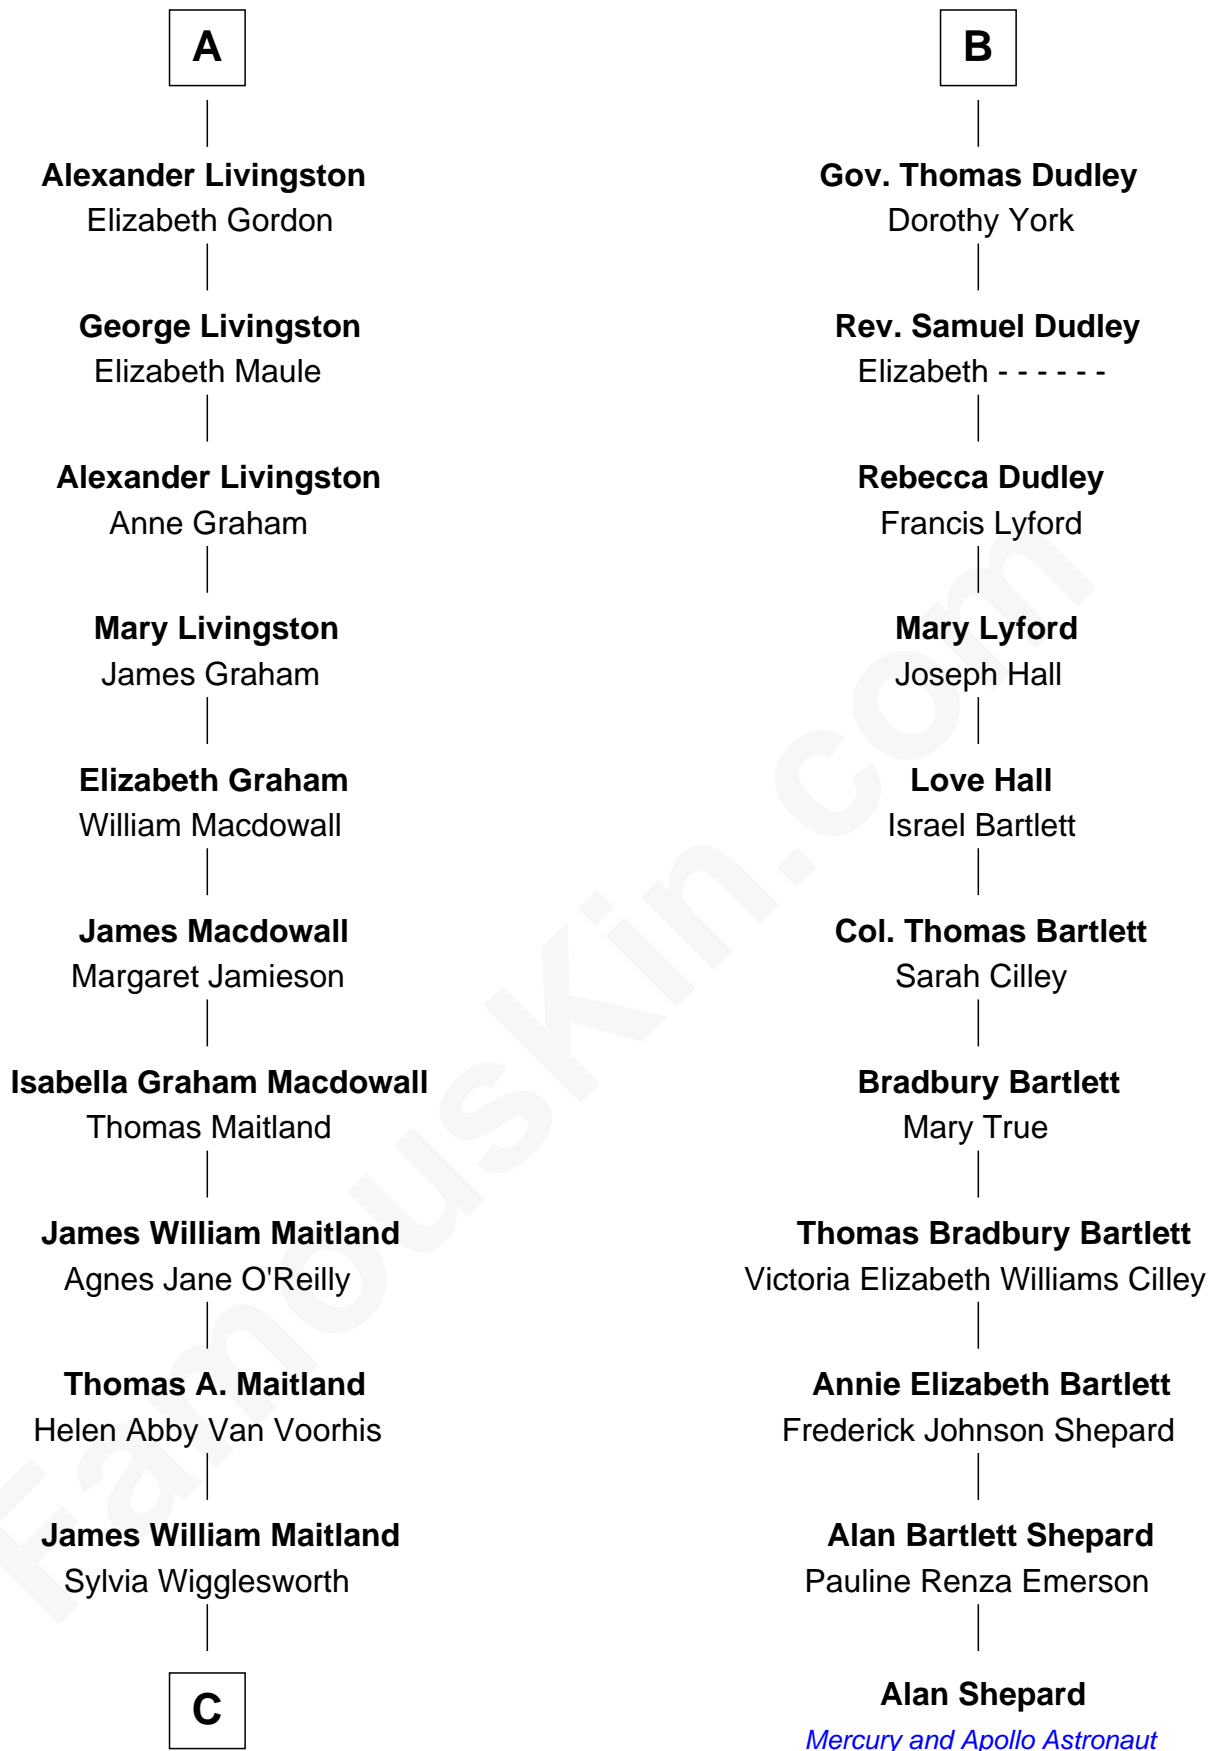 A
Alexander Livingston
Elizabeth Gordon
George Livingston
Elizabeth Maule
Alexander Livingston
Anne Graham
Mary Livingston
James Graham
Elizabeth Graham
William Macdowall
James Macdowall
Margaret Jamieson
Isabella Graham Macdowall
Thomas Maitland
James William Maitland
Agnes Jane O'Reilly
Thomas A. Maitland
Helen Abby Van Voorhis
James William Maitland
Sylvia Wigglesworth
C
B
Gov. Thomas Dudley
Dorothy York
Rev. Samuel Dudley
Elizabeth - - - - - -
Rebecca Dudley
Francis Lyford
Mary Lyford
Joseph Hall
Love Hall
Israel Bartlett
Col. Thomas Bartlett
Sarah Cilley
Bradbury Bartlett
Mary True
Thomas Bradbury Bartlett
Victoria Elizabeth Williams Cilley
Annie Elizabeth Bartlett
Frederick Johnson Shepard
Alan Bartlett Shepard
Pauline Renza Emerson
Alan Shepard
Mercury and Apollo Astronaut
FamousKin.com